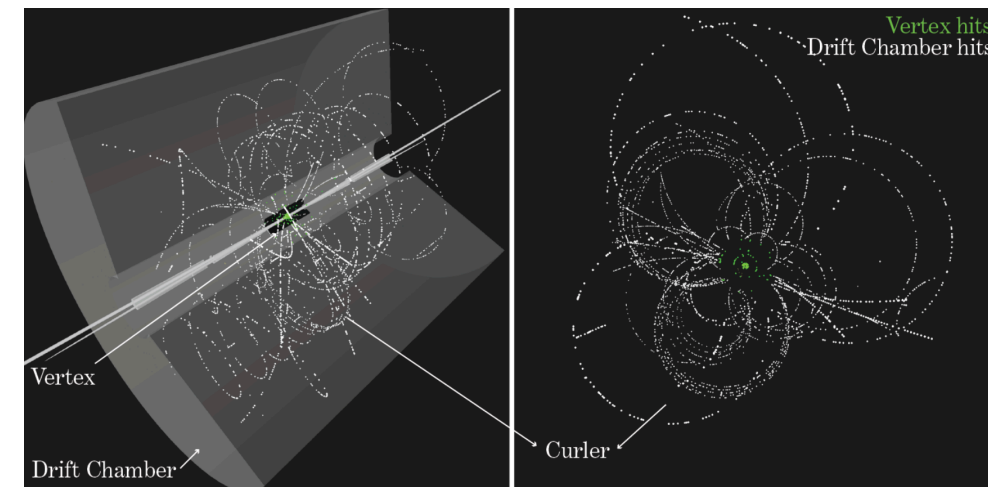 Vertex hits
Drift Chamber hits
Vertex
Curler
Drift Chamber